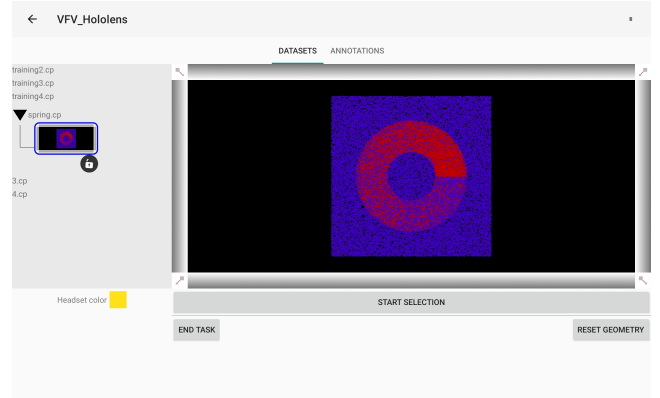 VFV_Hololens
DATASETS ANNOTATIONS
training2.cp
training3.cp
training4.cp
spring.cp
3.cp
4.cp
Headset color
START SELECTION
END TASK
RESET GEOMETRY